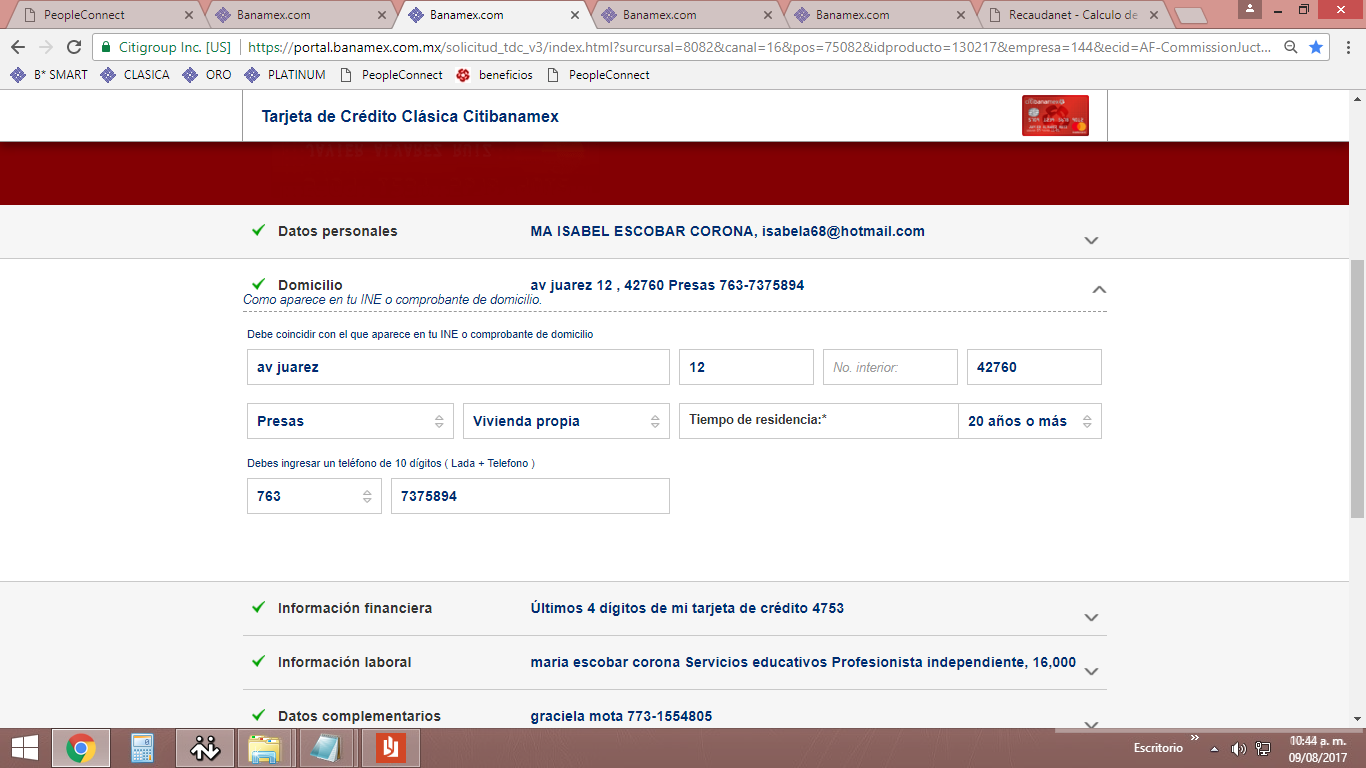 PeopleConnect
Banamex.com
Banamex.com
Banamex.com
Banamex.com
Recaudanet - Calculo de
Citigroup Inc. [US] https://portal.banamex.com.mx/solicitud_tdc_v3/index.html?surcursal=8082&canal=16&pos=75082&idproducto=130217&empresa=144&ecid=AF-CommissionJuct...
B* SMART CLASICA ORO PLATINUM PeopleConnect beneficios PeopleConnect
Tarjeta de Crédito Clásica Citibanamex
Datos personales MA ISABEL ESCOBAR CORONA, isabela68@hotmail.com
Domicilio av juarez 12 , 42760 Presas 763-7375894
Como aparece en tu INE o comprobante de domicilio.
Debe coincidir con el que aparece en tu INE o comprobante de domicilio
av juarez 12 No. interior: 42760
Presas Vivienda propia Tiempo de residencia:* 20 años o más
Debes ingresar un teléfono de 10 dígitos ( Lada + Telefono )
763 7375894
Información financiera Últimos 4 dígitos de mi tarjeta de crédito 4753
Información laboral maria escobar corona Servicios educativos Profesionista independiente, 16,000
Datos complementarios graciela mota 773-1554805
Escritorio
10:44 a. m.
09/08/2017